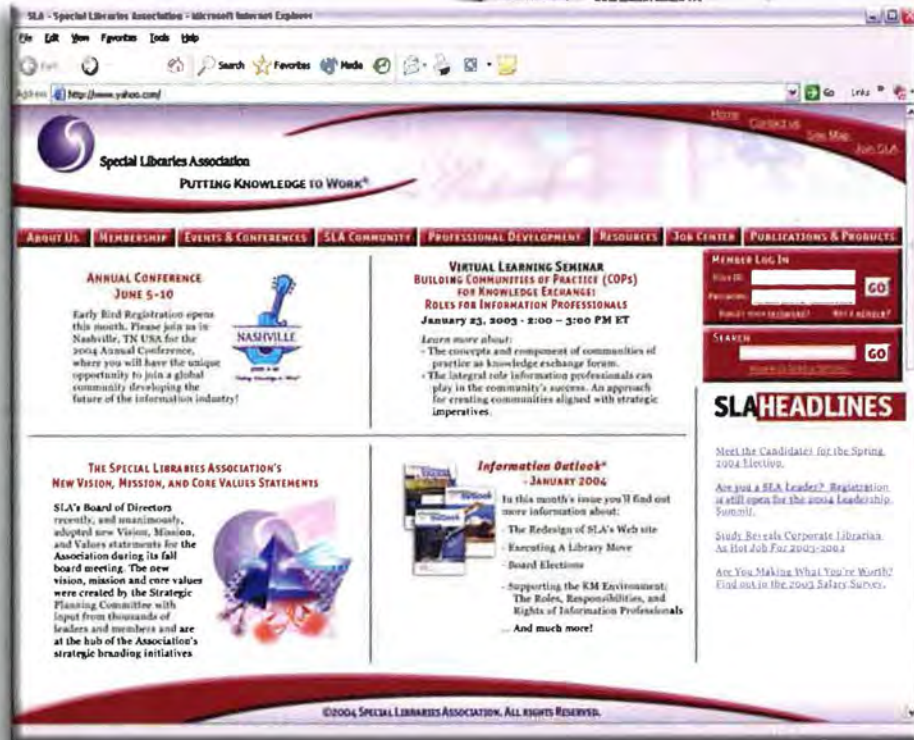 SLA - Special Libraries Association - Microsoft Internet Explorer
File Edit View Favorites Tools Help
Search Favorites Media
Address http://www.yahoo.com/ Go Links
Home
Contact us
Site Map
Join SLA
Special Libraries Association
PUTTING KNOWLEDGE TO WORK®
ABOUT US MEMBERSHIP EVENTS & CONFERENCES SLA COMMUNITY PROFESSIONAL DEVELOPMENT RESOURCES JOB CENTER PUBLICATIONS & PRODUCTS
ANNUAL CONFERENCE
JUNE 5-10
Early Bird Registration opens
this month. Please join us in
Nashville, TN USA for the
2004 Annual Conference,
where you will have the unique
opportunity to join a global
community developing the
future of the information industry!
NASHVILLE
VIRTUAL LEARNING SEMINAR
BUILDING COMMUNITIES OF PRACTICE (COPS)
FOR KNOWLEDGE EXCHANGE:
ROLES FOR INFORMATION PROFESSIONALS
January 23, 2003 - 2:00 – 3:00 PM ET
Learn more about:
- The concepts and component of communities of
practice as knowledge exchange forum.
- The integral role information professionals can
play in the community's success. An approach
for creating communities aligned with strategic
imperatives.
MEMBER LOG IN
USER ID:
GO
PASSWORD:
FORGOT YOUR PASSWORD? NOT A MEMBER?
SEARCH
GO
SLAHEADLINES
Meet the Candidates for the Spring
2004 Election.
Are you a SLA Leader? Registration
is still open for the 2004 Leadership
Summit.
Study Reveals Corporate Librarian
As Hot Job For 2003-2004
Are You Making What You're Worth?
Find out in the 2003 Salary Survey.
THE SPECIAL LIBRARIES ASSOCIATION'S
NEW VISION, MISSION, AND CORE VALUES STATEMENTS
SLA's Board of Directors
recently, and unanimously,
adopted new Vision, Mission,
and Values statements for the
Association during its fall
board meeting. The new
vision, mission and core values
were created by the Strategic
Planning Committee with
input from thousands of
leaders and members and are
at the hub of the Association's
strategic branding initiatives
Information Outlook®
- JANUARY 2004
In this month's issue you'll find out
more information about:
- The Redesign of SLA's Web site
- Executing A Library Move
- Board Elections
- Supporting the KM Environment:
The Roles, Responsibilities, and
Rights of Information Professionals
... And much more!
©2004 SPECIAL LIBRARIES ASSOCIATION. ALL RIGHTS RESERVED.